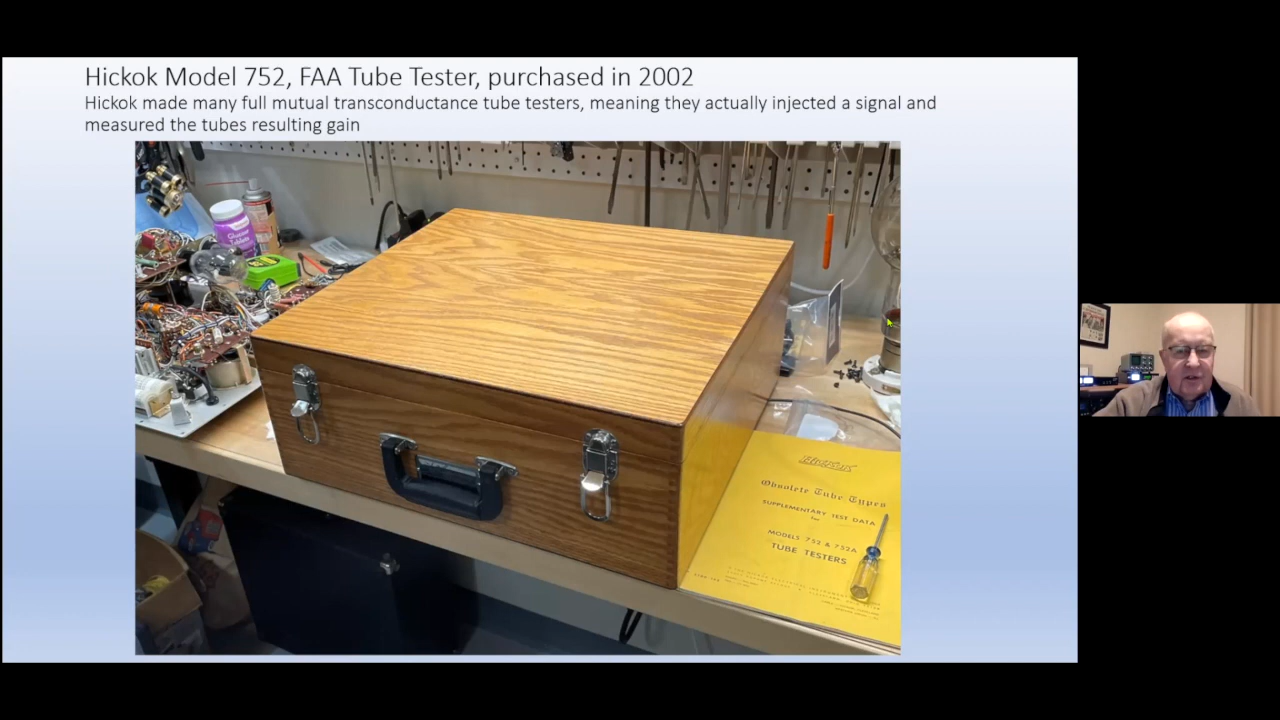 Hickok Model 752, FAA Tube Tester, purchased in 2002
Hickok made many full mutual transconductance tube testers, meaning they actually injected a signal and
measured the tubes resulting gain
HICKOK
Obsolete Tube Types
SUPPLEMENTARY TEST DATA
for
MODELS 752 & 752A
TUBE TESTERS